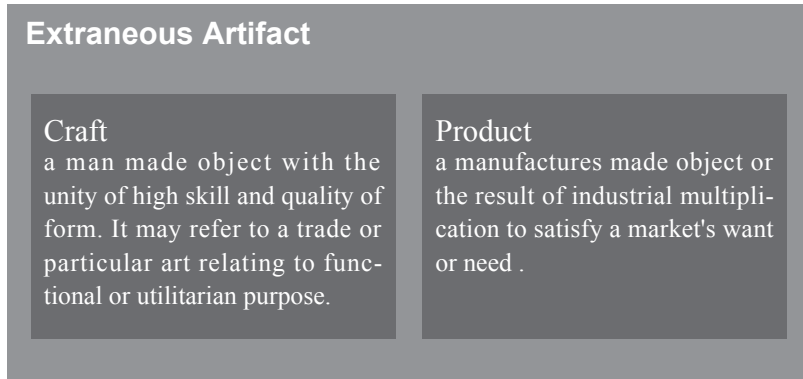 Extraneous Artifact
Craft
a man made object with the
unity of high skill and quality of
form. It may refer to a trade or
particular art relating to func-
tional or utilitarian purpose.
Product
a manufactures made object or
the result of industrial multipli-
cation to satisfy a market's want
or need .